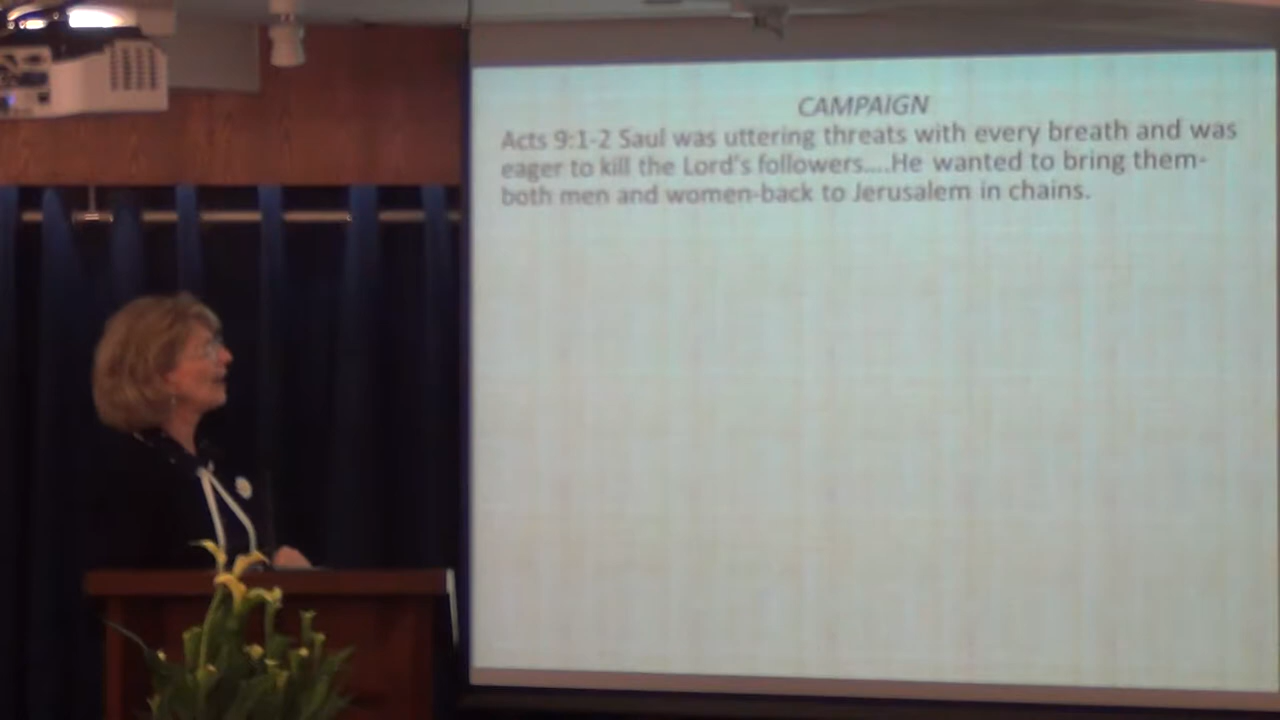 CAMPAIGN
Acts 9:1-2 Saul was uttering threats with every breath and was
eager to kill the Lord's followers....He wanted to bring them-
both men and women-back to Jerusalem in chains.